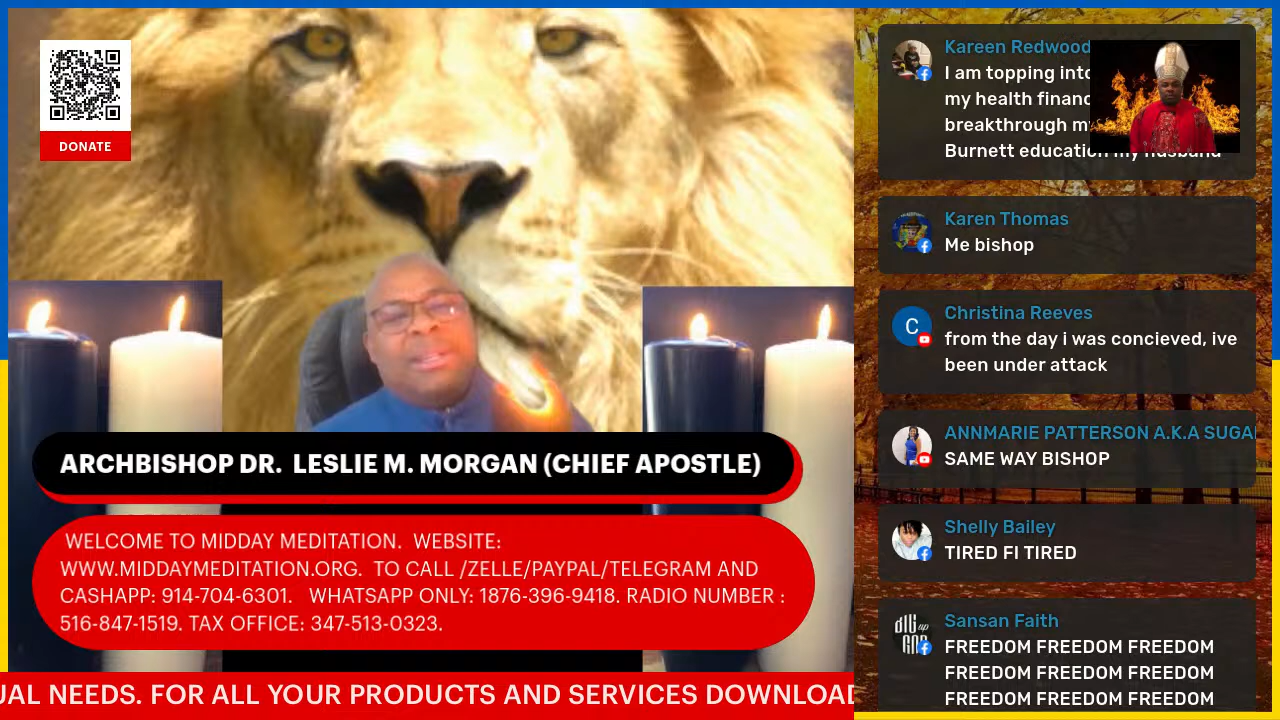 DONATE
ARCHBISHOP DR. LESLIE M. MORGAN (CHIEF APOSTLE)
WELCOME TO MIDDAY MEDITATION. WEBSITE:
WWW.MIDDAYMEDITATION.ORG. TO CALL /ZELLE/PAYPAL/TELEGRAM AND
CASHAPP: 914-704-6301. WHATSAPP ONLY: 1876-396-9418. RADIO NUMBER :
516-847-1519. TAX OFFICE: 347-513-0323.
UAL NEEDS. FOR ALL YOUR PRODUCTS AND SERVICES DOWNLOAD
Kareen Redwood
I am topping into
my health financ
breakthrough m
Burnett education my husband
Karen Thomas
Me bishop
C
Christina Reeves
from the day i was concieved, ive
been under attack
ANNMARIE PATTERSON A.K.A SUGA
SAME WAY BISHOP
Shelly Bailey
TIRED FI TIRED
Sansan Faith
FREEDOM FREEDOM FREEDOM
FREEDOM FREEDOM FREEDOM
FREEDOM FREEDOM FREEDOM